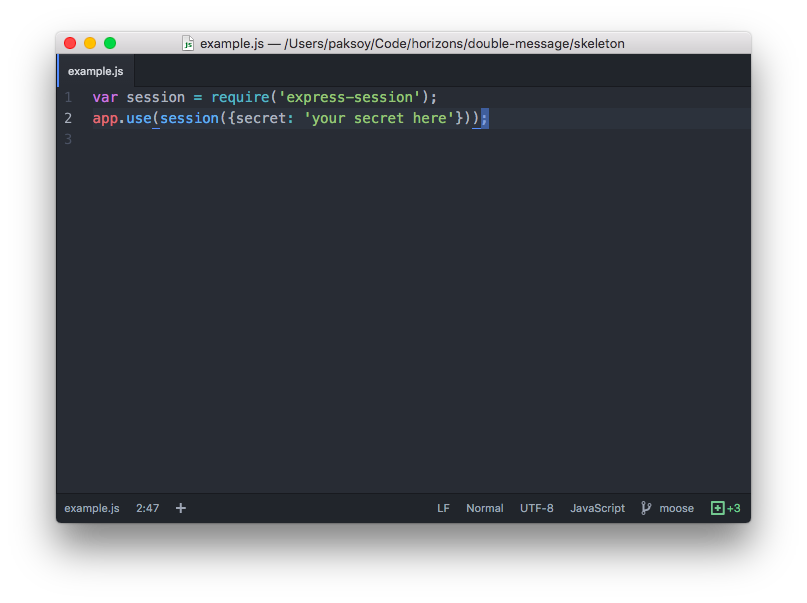 JS example.js — /Users/paksoy/Code/horizons/double-message/skeleton
example.js
1 var session = require('express-session');
2 app.use(session({secret: 'your secret here'}));
3
example.js 2:47 + LF Normal UTF-8 JavaScript moose +3